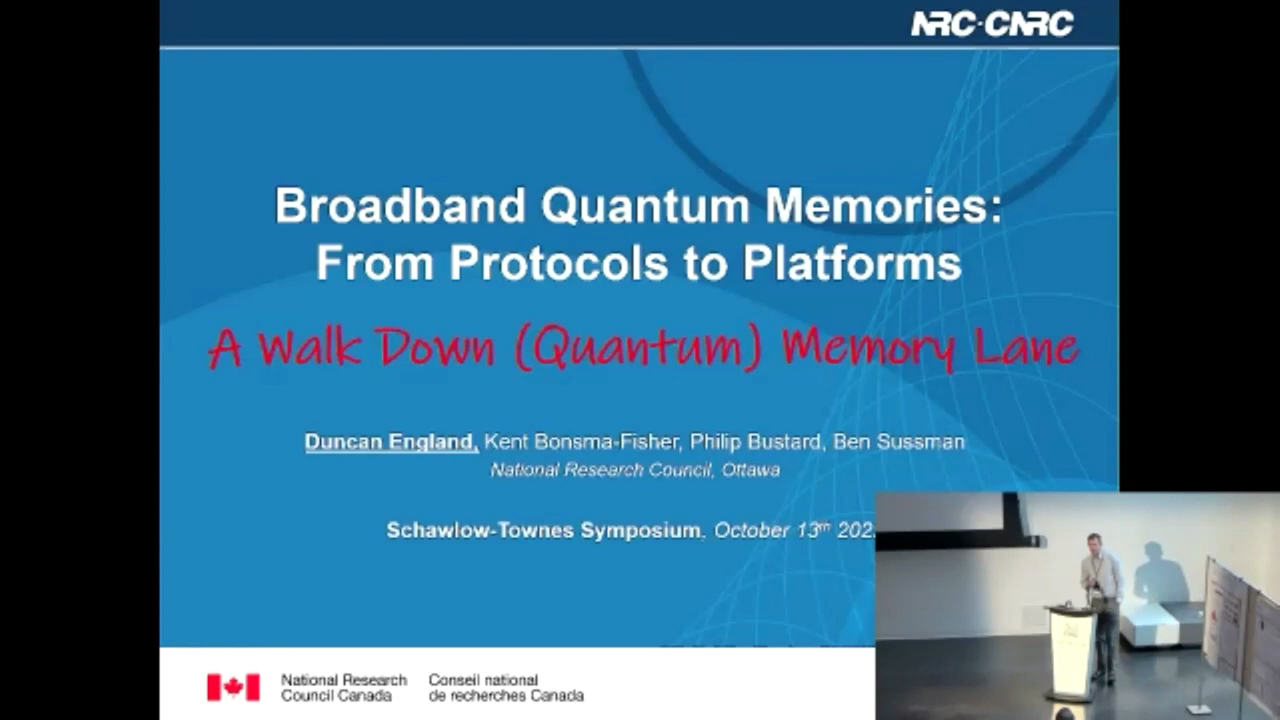 NRC·CNRC
Broadband Quantum Memories:
From Protocols to Platforms
A Walk Down (Quantum) Memory Lane
Duncan England, Kent Bonsma-Fisher, Philip Bustard, Ben Sussman
National Research Council, Ottawa
Schawlow-Townes Symposium, October 13th 202
National Research Council Canada
Conseil national de recherches Canada